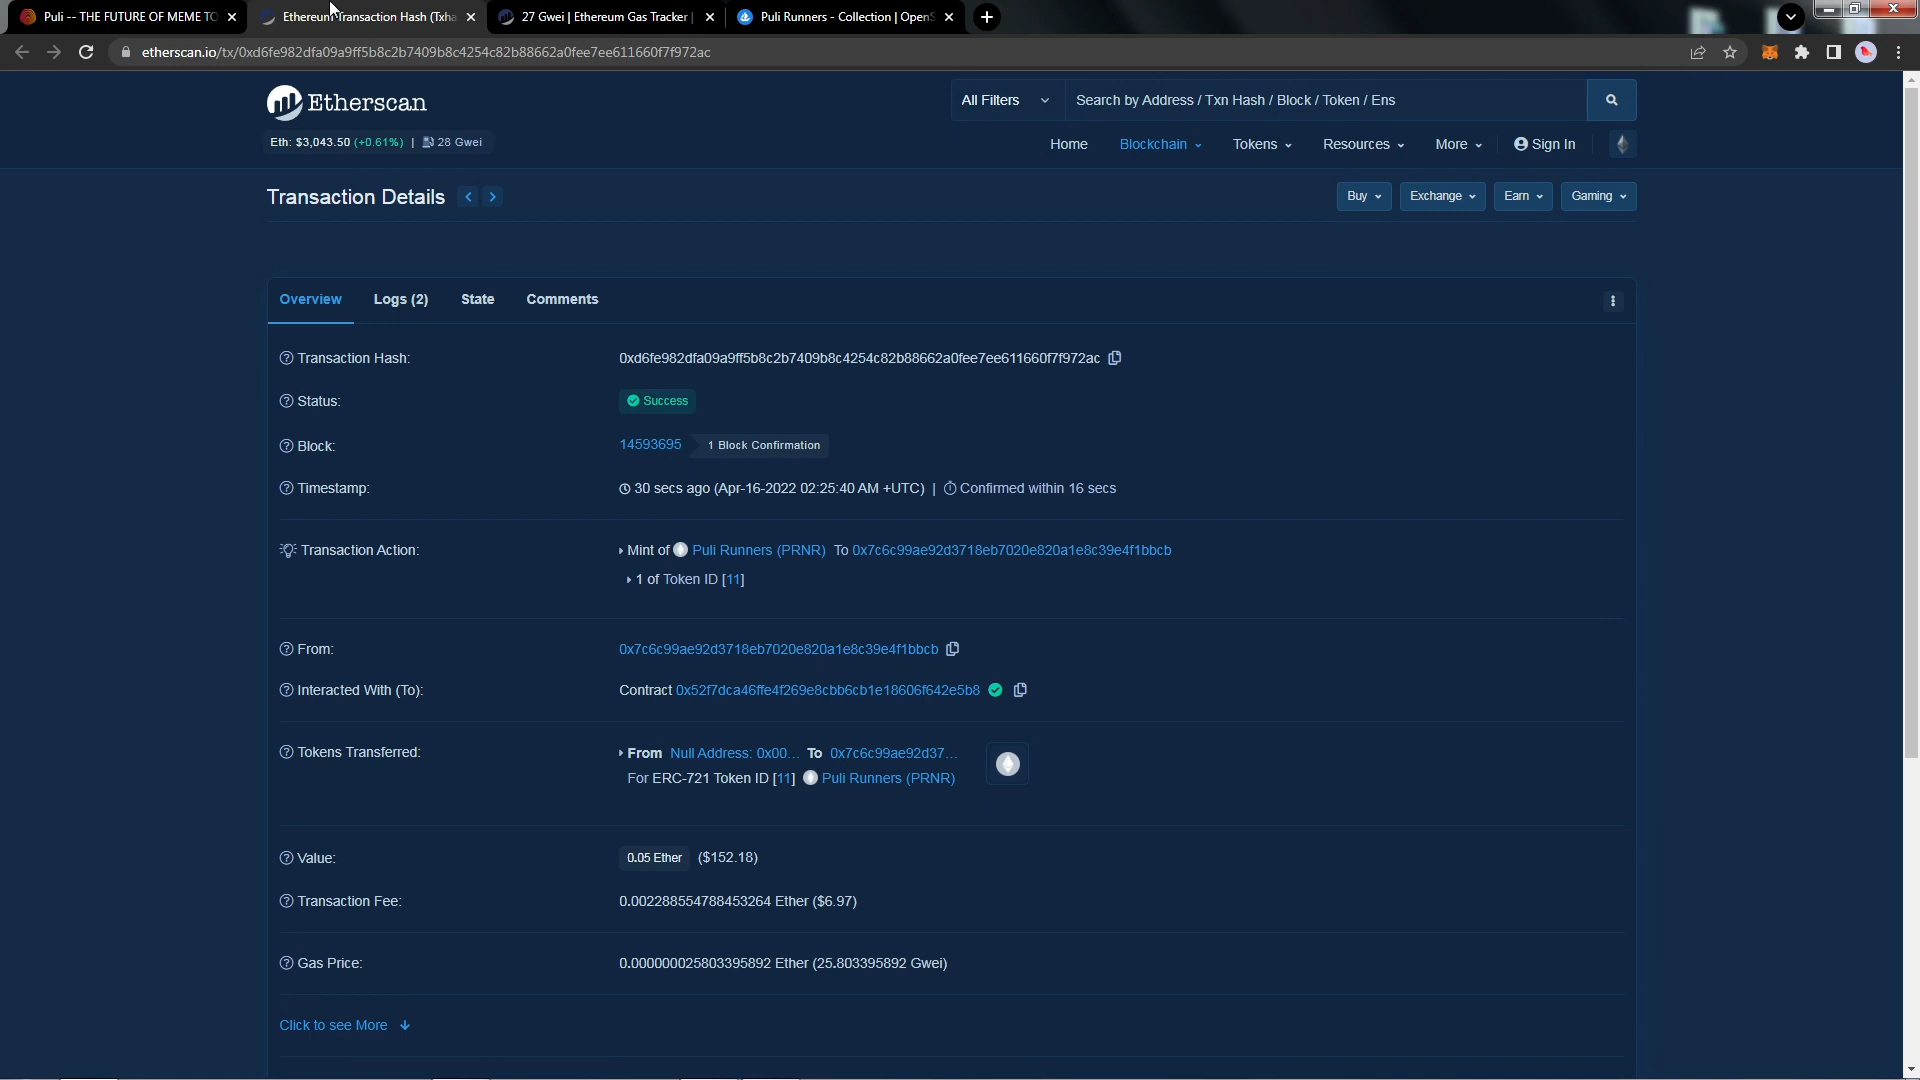 Puli -- THE FUTURE OF MEME TO
Ethereum Transaction Hash (Txha
27 Gwei | Ethereum Gas Tracker |
Puli Runners - Collection | OpenS
etherscan.io/tx/0xd6fe982dfa09a9ff5b8c2b7409b8c4254c82b88662a0fee7ee611660f7f972ac
Etherscan
All Filters
Search by Address / Txn Hash / Block / Token / Ens
Eth: $3,043.50 (+0.61%) | 28 Gwei
Home Blockchain Tokens Resources More Sign In
Transaction Details
Buy Exchange Earn Gaming
Overview Logs (2) State Comments
Transaction Hash: 0xd6fe982dfa09a9ff5b8c2b7409b8c4254c82b88662a0fee7ee611660f7f972ac
Status: Success
Block: 14593695 1 Block Confirmation
Timestamp: 30 secs ago (Apr-16-2022 02:25:40 AM +UTC) | Confirmed within 16 secs
Transaction Action: Mint of Puli Runners (PRNR) To 0x7c6c99ae92d3718eb7020e820a1e8c39e4f1bbcb
1 of Token ID [11]
From: 0x7c6c99ae92d3718eb7020e820a1e8c39e4f1bbcb
Interacted With (To): Contract 0x52f7dca46ffe4f269e8cbb6cb1e18606f642e5b8
Tokens Transferred: From Null Address: 0x00... To 0x7c6c99ae92d37...
For ERC-721 Token ID [11] Puli Runners (PRNR)
Value: 0.05 Ether ($152.18)
Transaction Fee: 0.002288554788453264 Ether ($6.97)
Gas Price: 0.000000025803395892 Ether (25.803395892 Gwei)
Click to see More